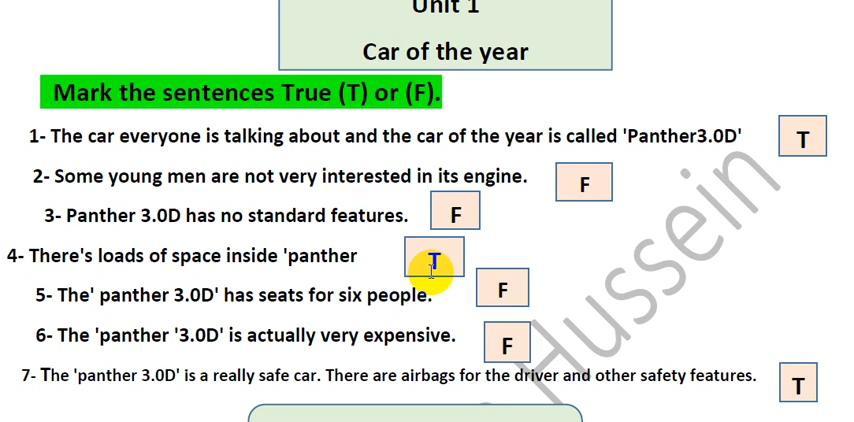 Unit 1
Car of the year
Mark the sentences True (T) or (F).
1- The car everyone is talking about and the car of the year is called 'Panther3.0D' T
2- Some young men are not very interested in its engine. F
3- Panther 3.0D has no standard features. F
4- There's loads of space inside 'panther T
5- The' panther 3.0D' has seats for six people. F
6- The 'panther '3.0D' is actually very expensive. F
7- The 'panther 3.0D' is a really safe car. There are airbags for the driver and other safety features. T
Hussein